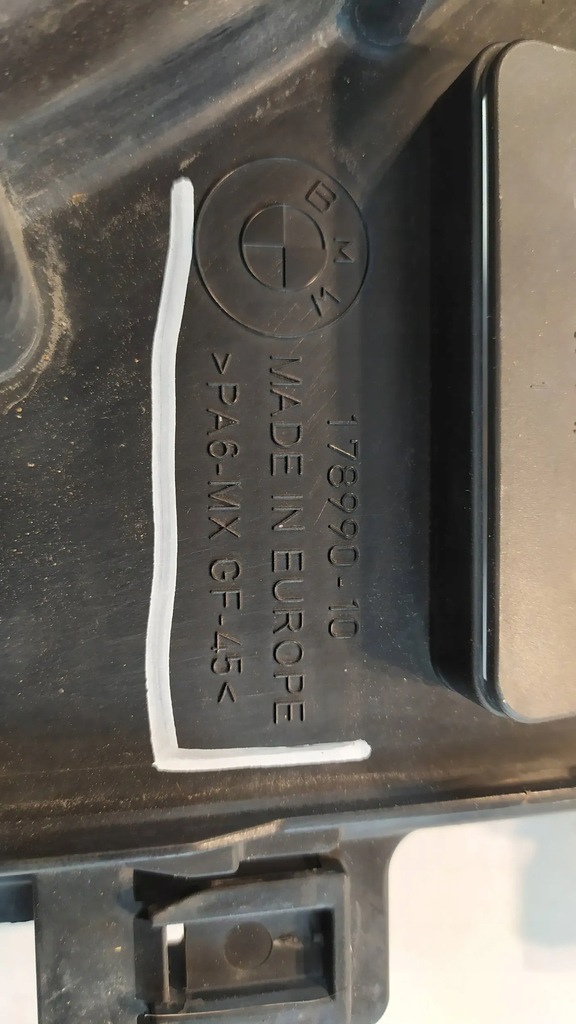 BMW
178990-10
MADE IN EUROPE
>PA6-MX GF-45<